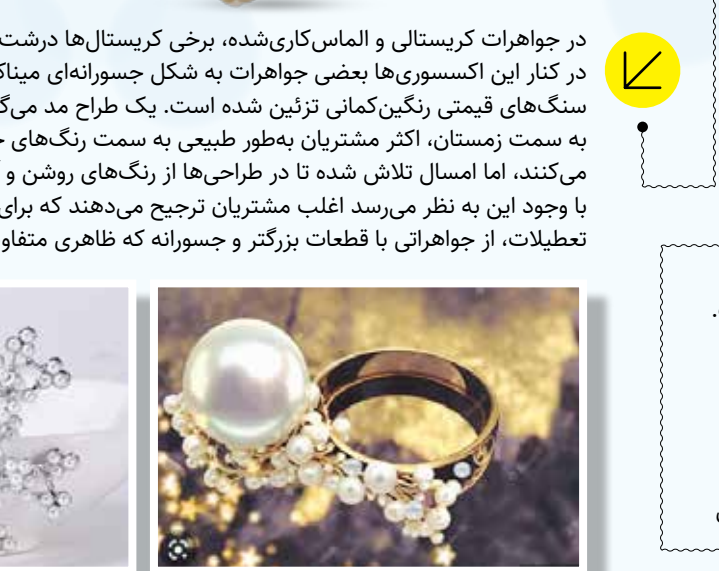 در جواهرات کریستالی و الماس‌کاری‌شده، برخی کریستال‌ها درشت
در کنار این اکسسوری‌ها بعضی جواهرات به شکل جسورانه‌ای
سنگ‌های قیمتی رنگین‌کمانی تزئین شده است. یک طراح مد
به سمت زمستان، اکثر مشتریان به‌طور طبیعی به سمت رنگ‌های
می‌کنند، اما امسال تلاش شده تا در طراحی‌ها از رنگ‌های روشن و
با وجود این به نظر می‌رسد اغلب مشتریان ترجیح می‌دهند که برای
تعطیلات، از جواهراتی با قطعات بزرگتر و جسورانه که ظاهری